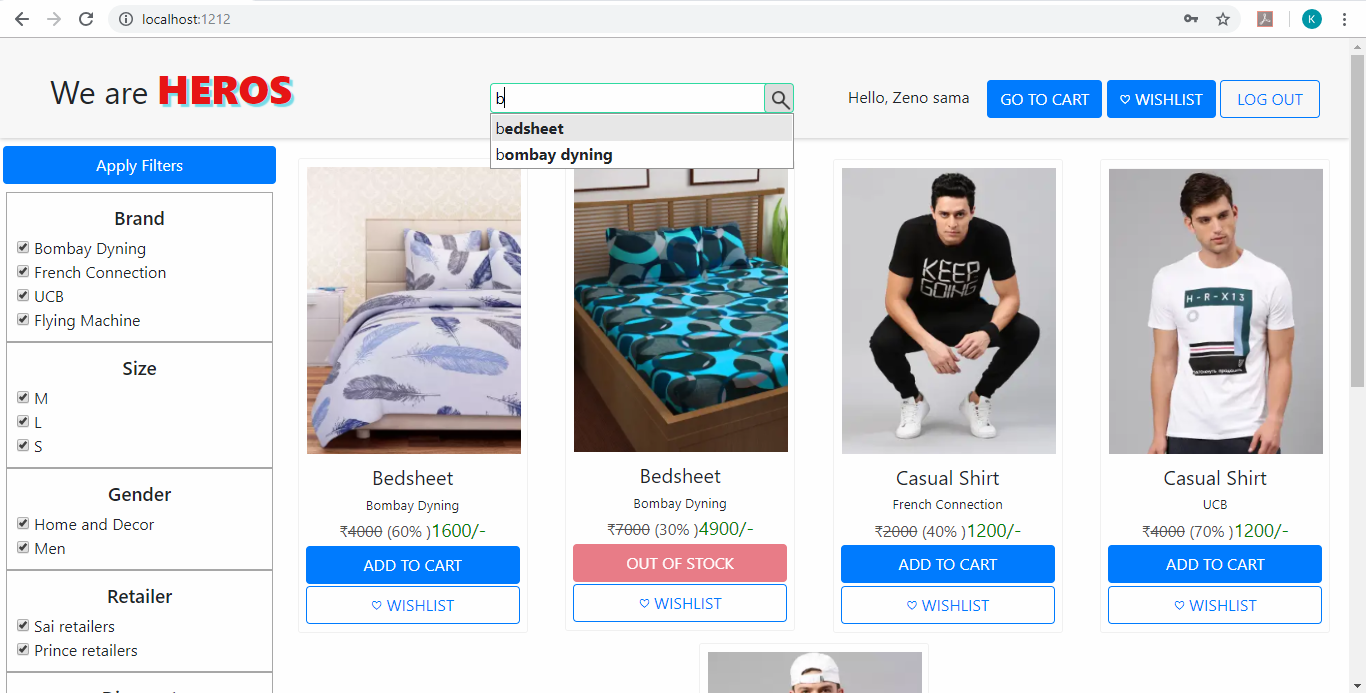 localhost:1212
K
We are HEROS
b
Hello, Zeno sama
GO TO CART
♡ WISHLIST
LOG OUT
bedsheet
bombay dyning
Apply Filters
Brand
Bombay Dyning
French Connection
UCB
Flying Machine
Size
M
L
S
Gender
Home and Decor
Men
Retailer
Sai retailers
Prince retailers
Bedsheet
Bombay Dyning
₹4000 (60% )1600/-
ADD TO CART
♡ WISHLIST
Bedsheet
Bombay Dyning
₹7000 (30% )4900/-
OUT OF STOCK
♡ WISHLIST
KEEP
GOING
Casual Shirt
French Connection
₹2000 (40% )1200/-
ADD TO CART
♡ WISHLIST
H-R-X13
Casual Shirt
UCB
₹4000 (70% )1200/-
ADD TO CART
♡ WISHLIST